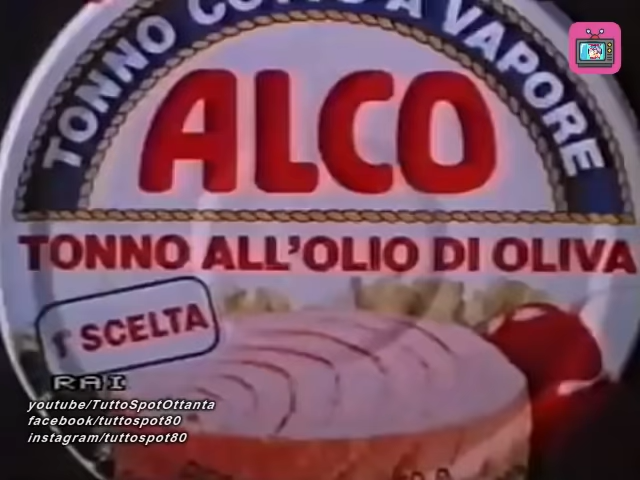 TONNO COTTO A VAPORE
ALCO
TONNO ALL'OLIO DI OLIVA
1ª SCELTA
RAI
youtube/TuttoSpotOttanta
facebook/tuttospot80
instagram/tuttospot80